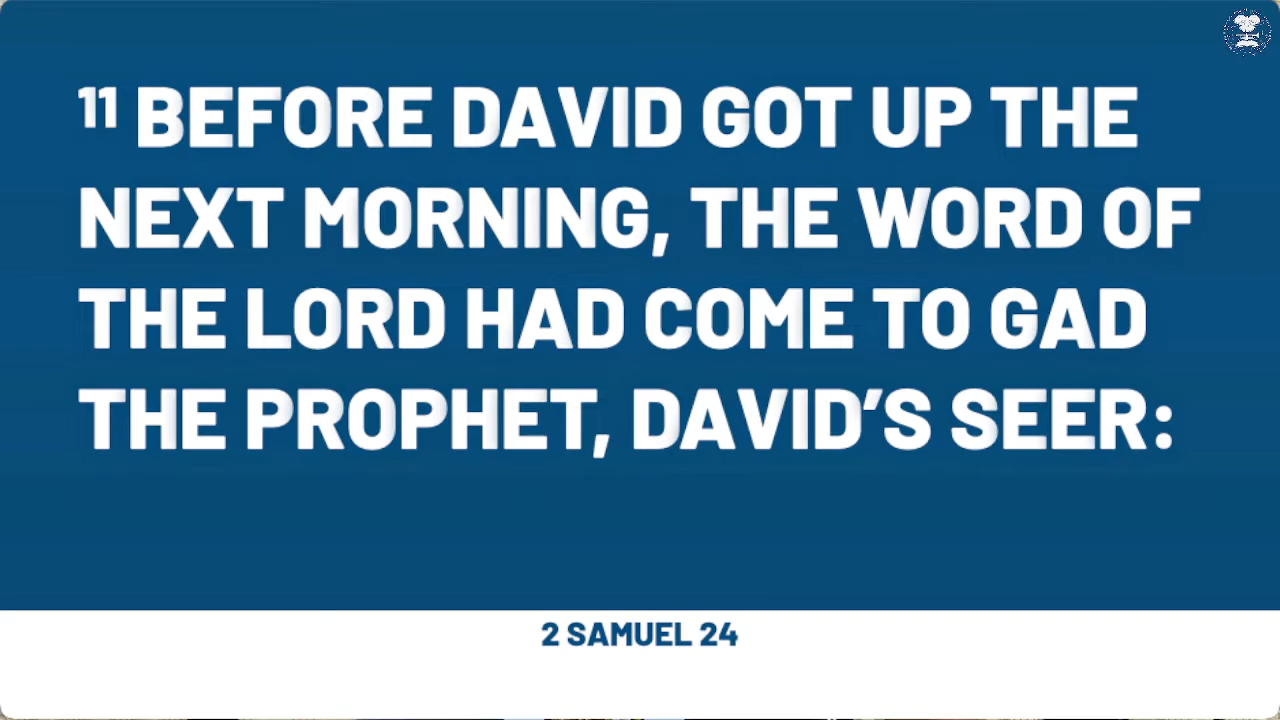 ¹¹ BEFORE DAVID GOT UP THE
NEXT MORNING, THE WORD OF
THE LORD HAD COME TO GAD
THE PROPHET, DAVID’S SEER:
2 SAMUEL 24